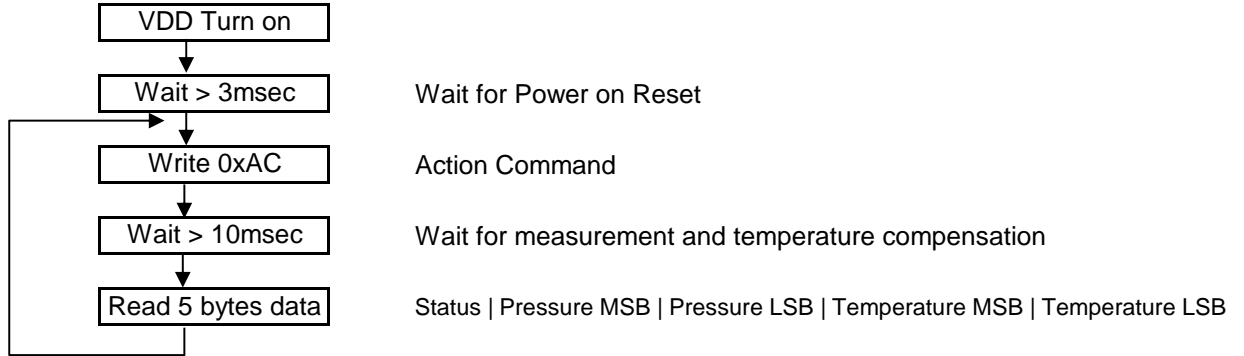 VDD Turn on
Wait > 3msec Wait for Power on Reset
Write 0xAC Action Command
Wait > 10msec Wait for measurement and temperature compensation
Read 5 bytes data Status | Pressure MSB | Pressure LSB | Temperature MSB | Temperature LSB